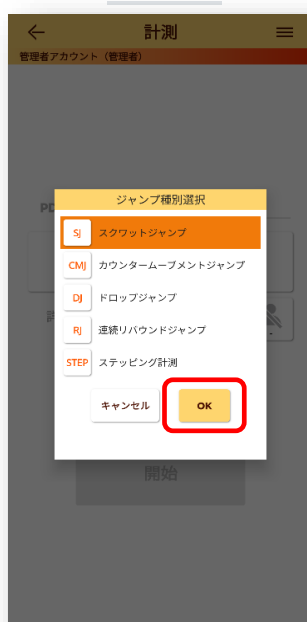 計測
管理者アカウント（管理者）
PD
ジャンプ種別選択
SJ スクワットジャンプ
CMJ カウンタームーブメントジャンプ
DJ ドロップジャンプ
RJ 連続リバウンドジャンプ
STEP ステッピング計測
キャンセル OK
開始